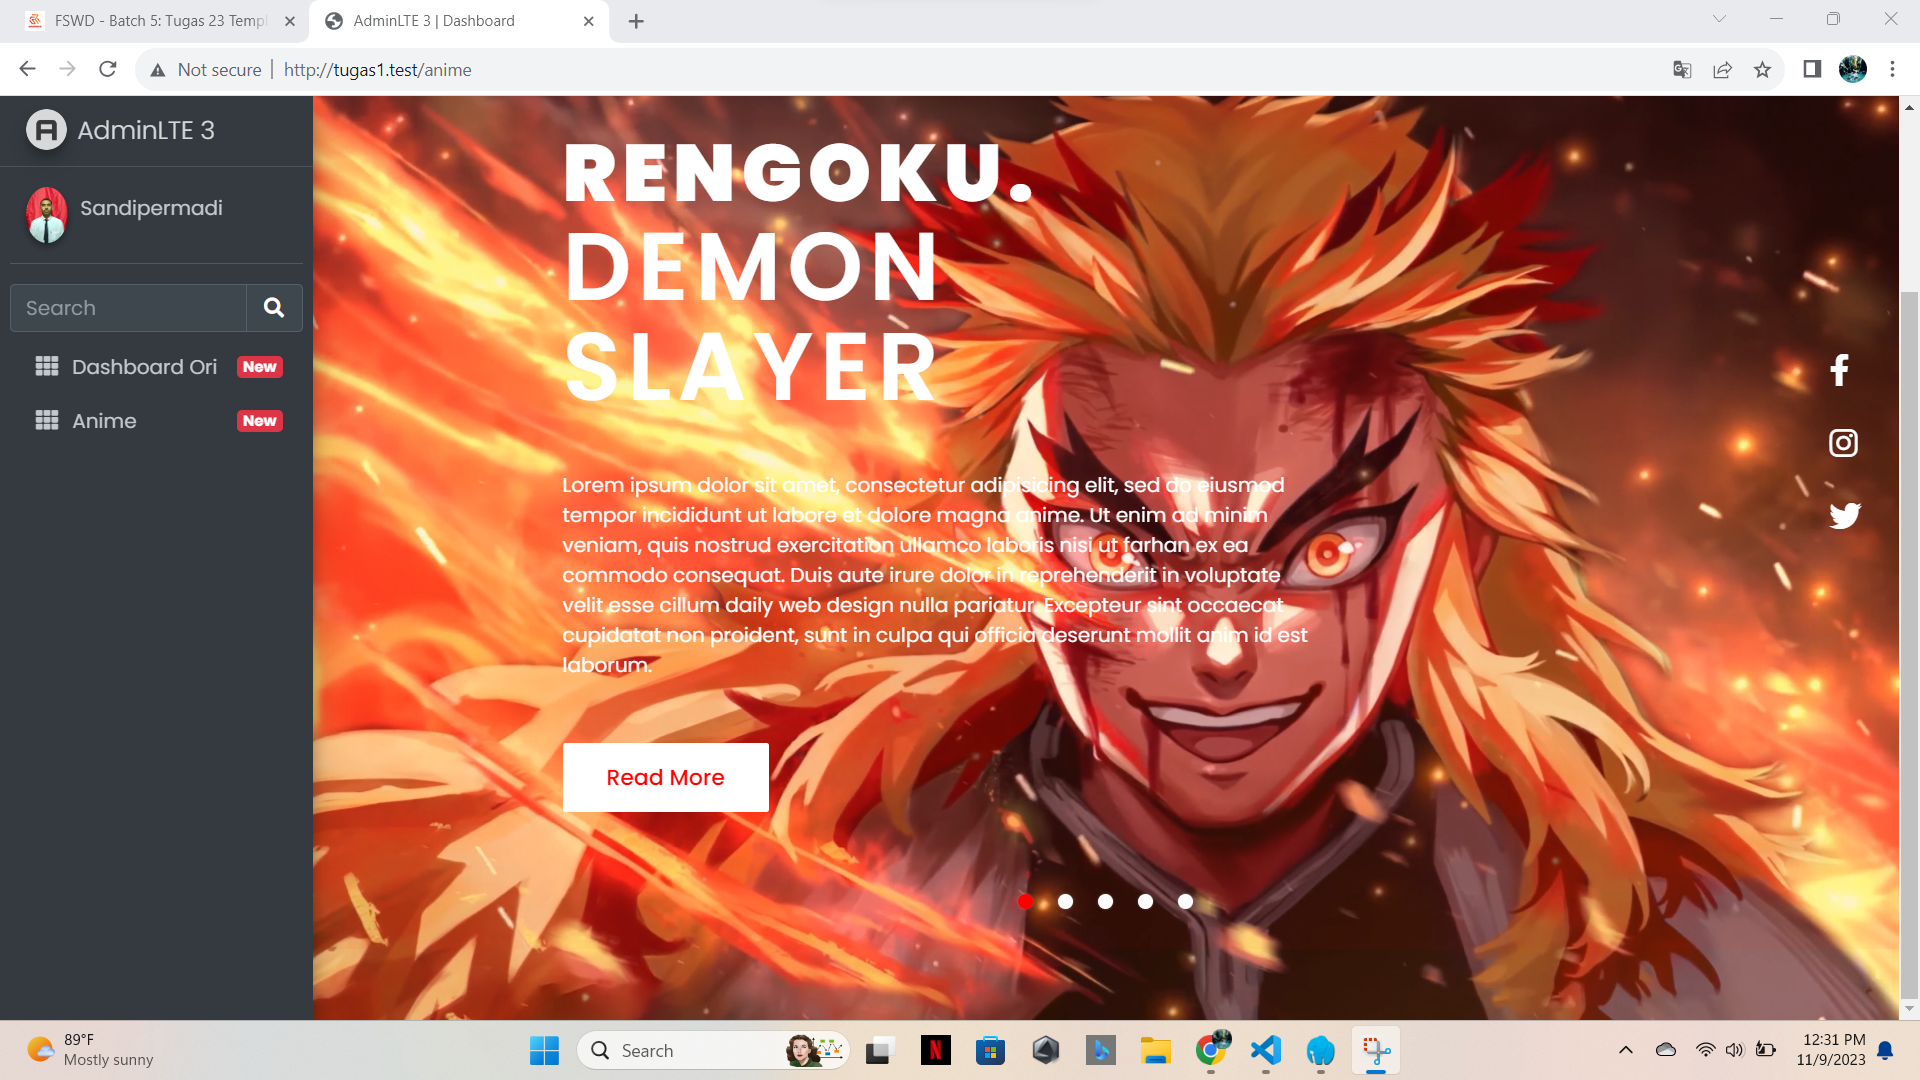 FSWD - Batch 5: Tugas 23 Templ
AdminLTE 3 | Dashboard
Not secure
http://tugas1.test/anime
AdminLTE 3
Sandipermadi
Search
Dashboard Ori New
Anime New
RENGOKU.
DEMON
SLAYER
Lorem ipsum dolor sit amet, consectetur adipisicing elit, sed do eiusmod
tempor incididunt ut labore et dolore magna anime. Ut enim ad minim
veniam, quis nostrud exercitation ullamco laboris nisi ut farhan ex ea
commodo consequat. Duis aute irure dolor in reprehenderit in voluptate
velit esse cillum daily web design nulla pariatur. Excepteur sint occaecat
cupidatat non proident, sunt in culpa qui officia deserunt mollit anim id est
laborum.
Read More
89°F
Mostly sunny
Search
12:31 PM
11/9/2023